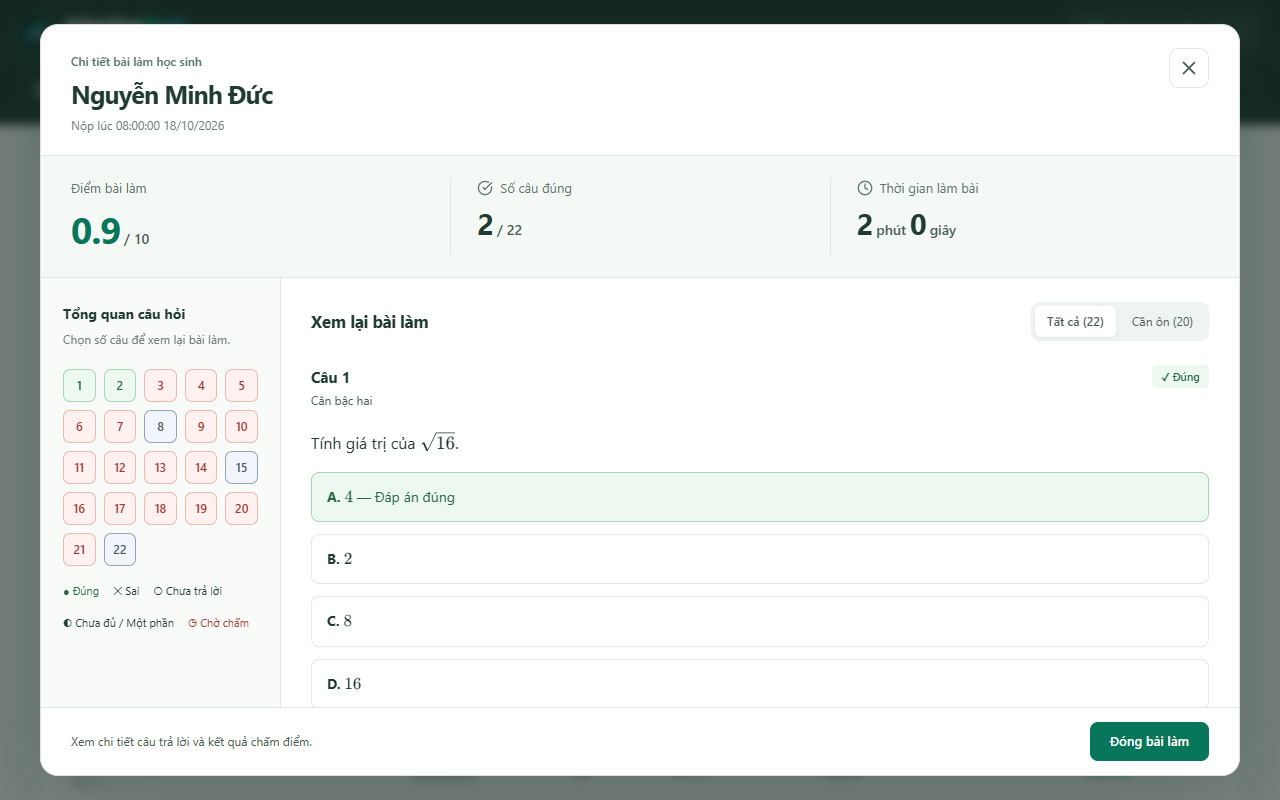 Chi tiết bài làm học sinh
Nguyễn Minh Đức
Nộp lúc 08:00:00 18/10/2026
Điểm bài làm
0.9 / 10
Số câu đúng
2 / 22
Thời gian làm bài
2 phút 0 giây
Tổng quan câu hỏi
Chọn số câu để xem lại bài làm.
1 2 3 4 5
6 7 8 9 10
11 12 13 14 15
16 17 18 19 20
21 22
Đúng Sai Chưa trả lời
Chưa đủ / Một phần Chờ chấm
Xem lại bài làm
Tất cả (22) Cần ôn (20)
Câu 1
✓ Đúng
Căn bậc hai
Tính giá trị của √16.
A. 4 — Đáp án đúng
B. 2
C. 8
D. 16
Xem chi tiết câu trả lời và kết quả chấm điểm.
Đóng bài làm